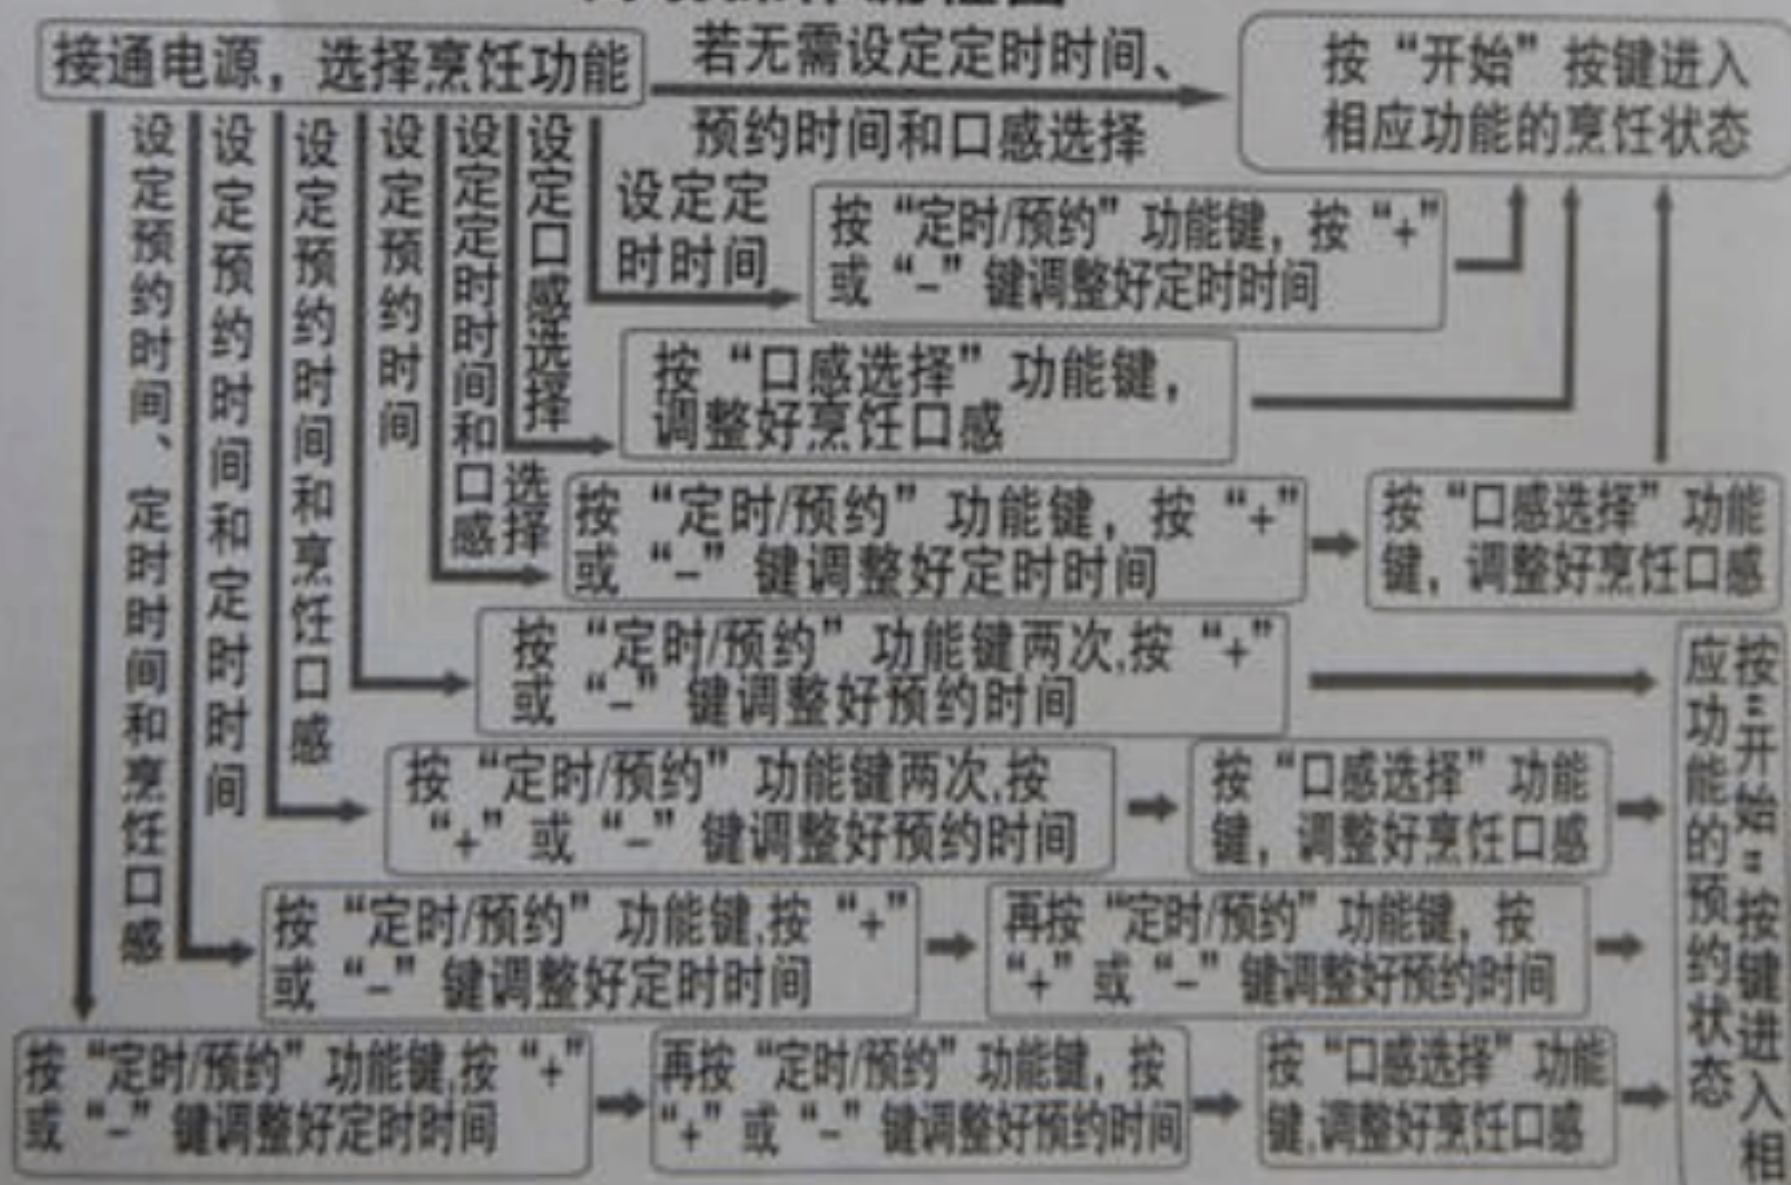 接通电源，选择烹饪功能
若无需设定定时时间、
预约时间和口感选择
按“开始”按键进入
相应功能的烹饪状态
设定定
时时间
按“定时/预约”功能键，按“+”
或“-”键调整好定时时间
设定口感选择
按“口感选择”功能键，
调整好烹饪口感
设定定时时间和口感
选择
按“定时/预约”功能键，按“+”
或“-”键调整好定时时间
按“口感选择”功能
键，调整好烹饪口感
设定预约时间
按“定时/预约”功能键两次,按“+”
或“-”键调整好预约时间
设定预约时间和烹饪口感
按“定时/预约”功能键两次,按
“+”或“-”键调整好预约时间
按“口感选择”功能
键，调整好烹饪口感
设定预约时间和定时时间
按“定时/预约”功能键,按“+”
或“-”键调整好定时时间
再按“定时/预约”功能键，按
“+”或“-”键调整好预约时间
设定预约时间、定时时间和烹饪口感
按“定时/预约”功能键,按“+”
或“-”键调整好定时时间
再按“定时/预约”功能键，按
“+”或“-”键调整好预约时间
按“口感选择”功能
键,调整好烹饪口感
按“开始”按键进入相
应功能的预约状态